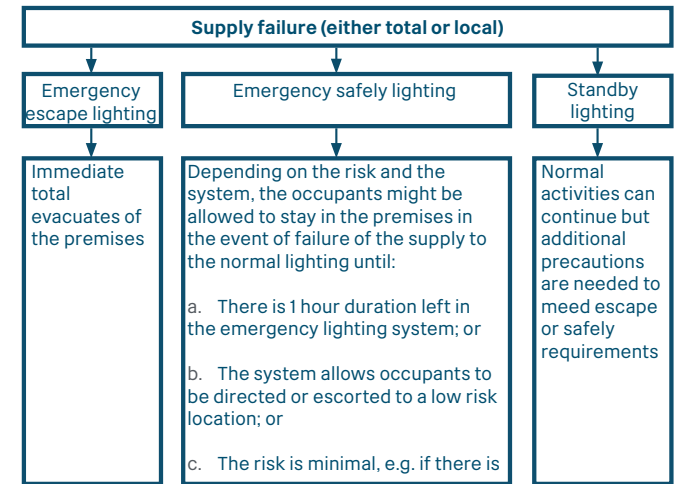 Supply failure (either total or local)
Emergency
escape lighting
Emergency safely lighting
Standby
lighting
Immediate
total
evacuates of
the premises
Depending on the risk and the
system, the occupants might be
allowed to stay in the premises in
the event of failure of the supply to
the normal lighting until:
a. There is 1 hour duration left in
the emergency lighting system; or
b. The system allows occupants to
be directed or escorted to a low risk
location; or
c. The risk is minimal, e.g. if there is
Normal
activities can
continue but
additional
precautions
are needed to
meed escape
or safely
requirements